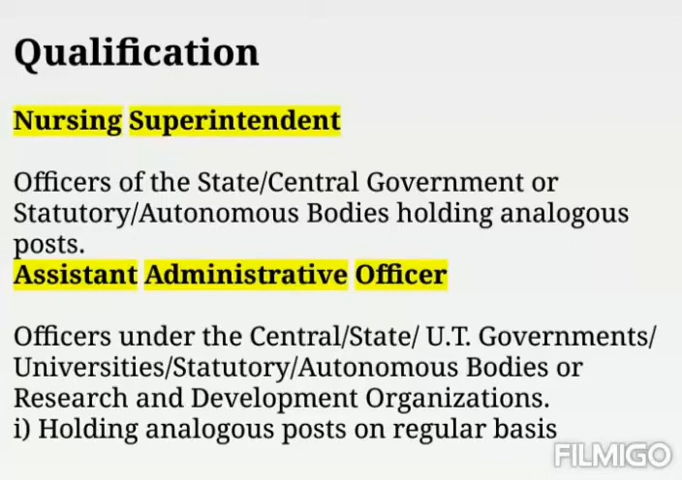 Qualification
Nursing Superintendent
Officers of the State/Central Government or
Statutory/Autonomous Bodies holding analogous
posts.
Assistant Administrative Officer
Officers under the Central/State/ U.T. Governments/
Universities/Statutory/Autonomous Bodies or
Research and Development Organizations.
i) Holding analogous posts on regular basis
FILMIGO